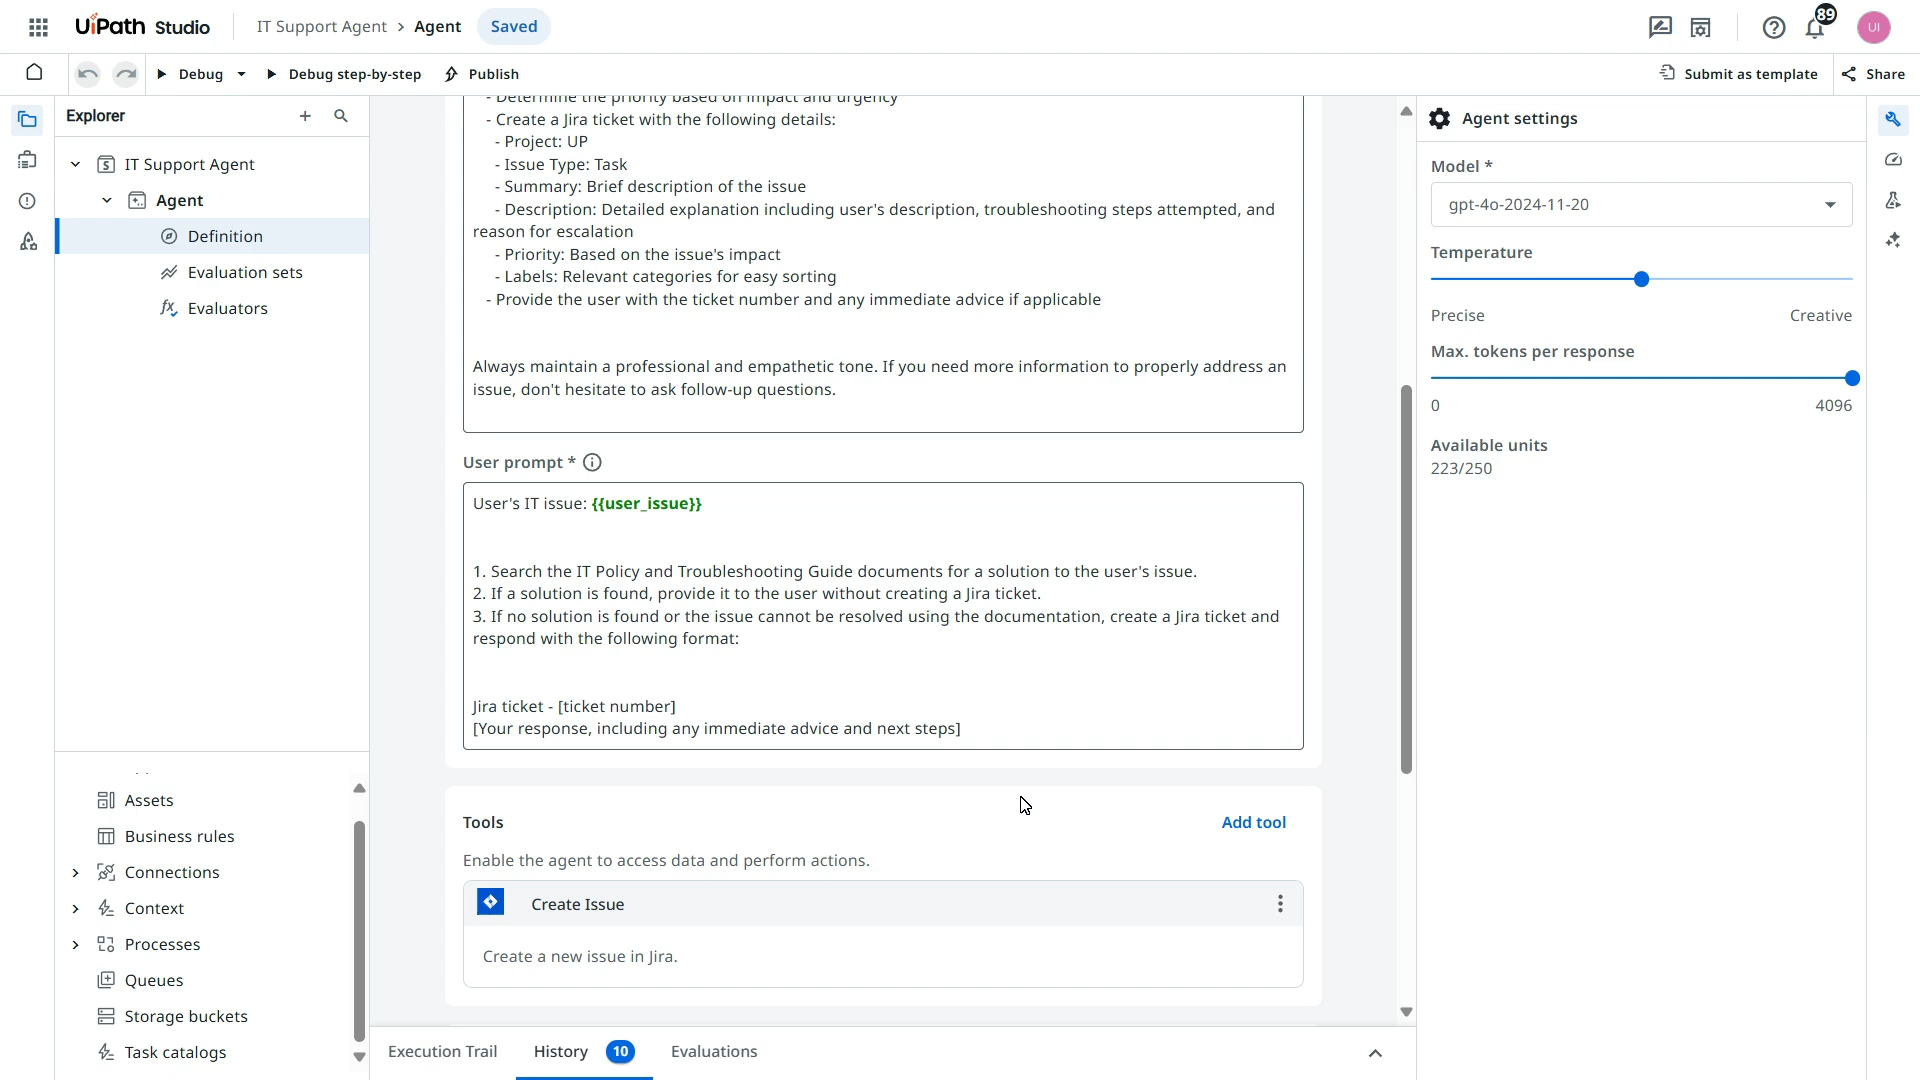 UiPath Studio
IT Support Agent > Agent
Saved
89
UI
Debug
Debug step-by-step
Publish
Submit as template
Share
Explorer
IT Support Agent
Agent
Definition
Evaluation sets
Evaluators
Assets
Business rules
Connections
Context
Processes
Queues
Storage buckets
Task catalogs
- Determine the priority based on impact and urgency
- Create a Jira ticket with the following details:
- Project: UP
- Issue Type: Task
- Summary: Brief description of the issue
- Description: Detailed explanation including user's description, troubleshooting steps attempted, and
reason for escalation
- Priority: Based on the issue's impact
- Labels: Relevant categories for easy sorting
- Provide the user with the ticket number and any immediate advice if applicable
Always maintain a professional and empathetic tone. If you need more information to properly address an
issue, don't hesitate to ask follow-up questions.
User prompt *
User's IT issue: {{user_issue}}
1. Search the IT Policy and Troubleshooting Guide documents for a solution to the user's issue.
2. If a solution is found, provide it to the user without creating a Jira ticket.
3. If no solution is found or the issue cannot be resolved using the documentation, create a Jira ticket and
respond with the following format:
Jira ticket - [ticket number]
[Your response, including any immediate advice and next steps]
Tools
Add tool
Enable the agent to access data and perform actions.
Create Issue
Create a new issue in Jira.
Execution Trail
History 10
Evaluations
Agent settings
Model *
gpt-4o-2024-11-20
Temperature
Precise
Creative
Max. tokens per response
0
4096
Available units
223/250